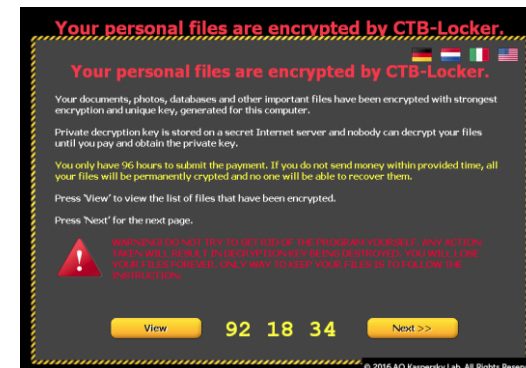 Your personal files are encrypted by CTB-Locker.
Your personal files are encrypted by CTB-Locker.
Your documents, photos, databases and other important files have been encrypted with strongest
encryption and unique key, generated for this computer.
Private decryption key is stored on a secret Internet server and nobody can decrypt your files
until you pay and obtain the private key.
You only have 96 hours to submit the payment. If you do not send money within provided time, all
your files will be permanently crypted and no one will be able to recover them.
Press 'View' to view the list of files that have been encrypted.
Press 'Next' for the next page.
WARNING! DO NOT TRY TO GET RID OF THE PROGRAM YOURSELF. ANY ACTION
TAKEN WILL RESULT IN DECRYPTION KEY BEING DESTROYED. YOU WILL LOSE
YOUR FILES FOREVER. ONLY WAY TO KEEP YOUR FILES IS TO FOLLOW THE
INSTRUCTION.
View 92 18 34 Next >>
© 2016 AO Kaspersky Lab. All Rights